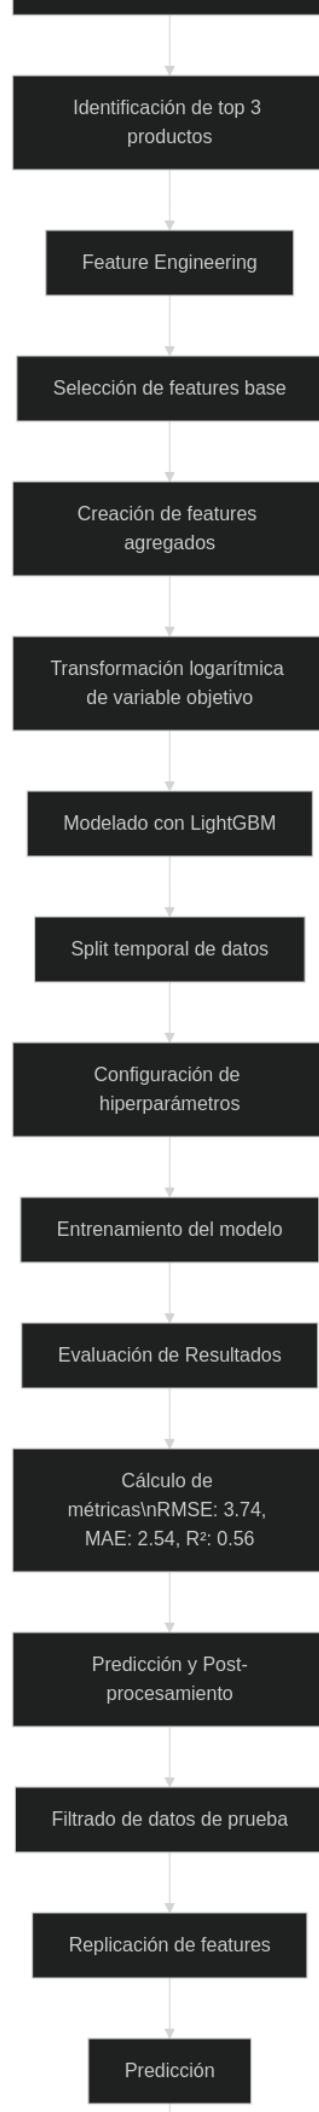 Identificación de top 3
productos
Feature Engineering
Selección de features base
Creación de features
agregados
Transformación logarítmica
de variable objetivo
Modelado con LightGBM
Split temporal de datos
Configuración de
hiperparámetros
Entrenamiento del modelo
Evaluación de Resultados
Cálculo de
métricas\nRMSE: 3.74,
MAE: 2.54, R²: 0.56
Predicción y Post-
procesamiento
Filtrado de datos de prueba
Replicación de features
Predicción